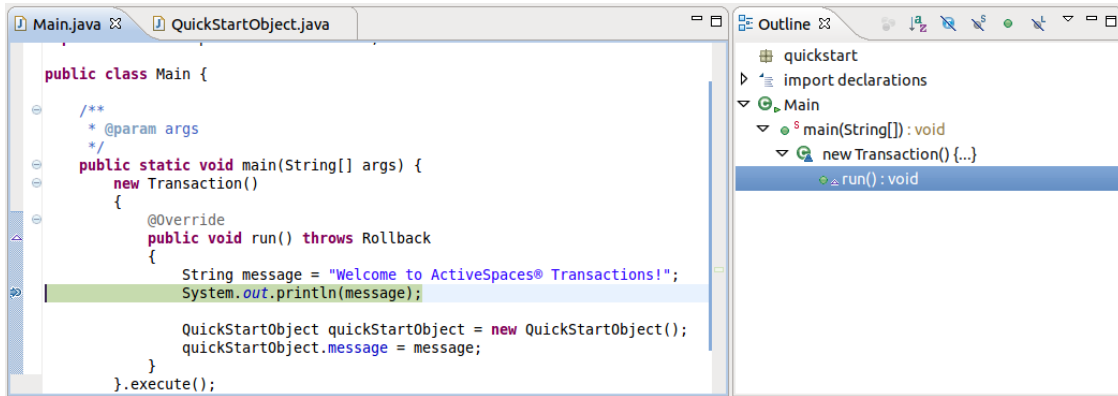 Main.java
QuickStartObject.java
public class Main {
/**
* @param args
*/
public static void main(String[] args) {
new Transaction()
{
@Override
public void run() throws Rollback
{
String message = "Welcome to ActiveSpaces® Transactions!";
System.out.println(message);
QuickStartObject quickStartObject = new QuickStartObject();
quickStartObject.message = message;
}
}.execute();
Outline
quickstart
import declarations
Main
main(String[]) : void
new Transaction() {...}
run() : void